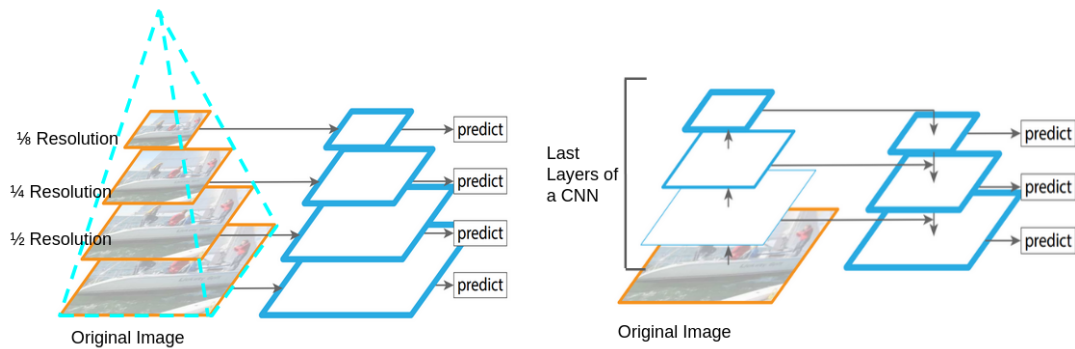 ⅛ Resolution
predict
¼ Resolution
predict
½ Resolution
predict
predict
Original Image
Last
Layers of
a CNN
predict
predict
predict
Original Image